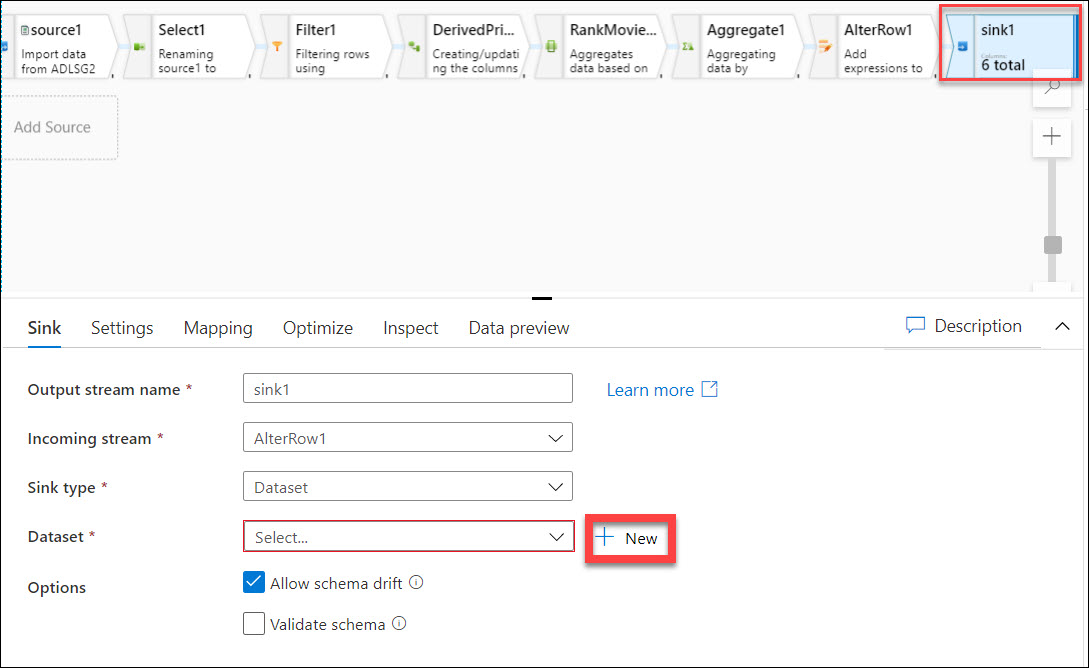 source1
Import data
from ADLSG2
Select1
Renaming
source1 to
Filter1
Filtering rows
using
DerivedPri...
Creating/updati
ng the columns
RankMovie...
Aggregates
data based on
Aggregate1
Aggregating
data by
AlterRow1
Add
expressions to
sink1
Columns:
6 total
Add Source
Sink Settings Mapping Optimize Inspect Data preview Description
Output stream name * sink1 Learn more
Incoming stream * AlterRow1
Sink type * Dataset
Dataset * Select... New
Options Allow schema drift
Validate schema